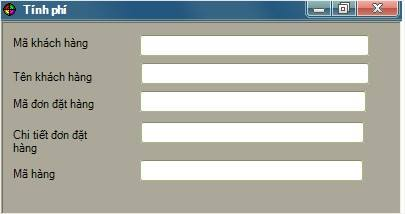 Tính phí
Mã khách hàng
Tên khách hàng
Mã đơn đặt hàng
Chi tiết đơn đặt
hàng
Mã hàng